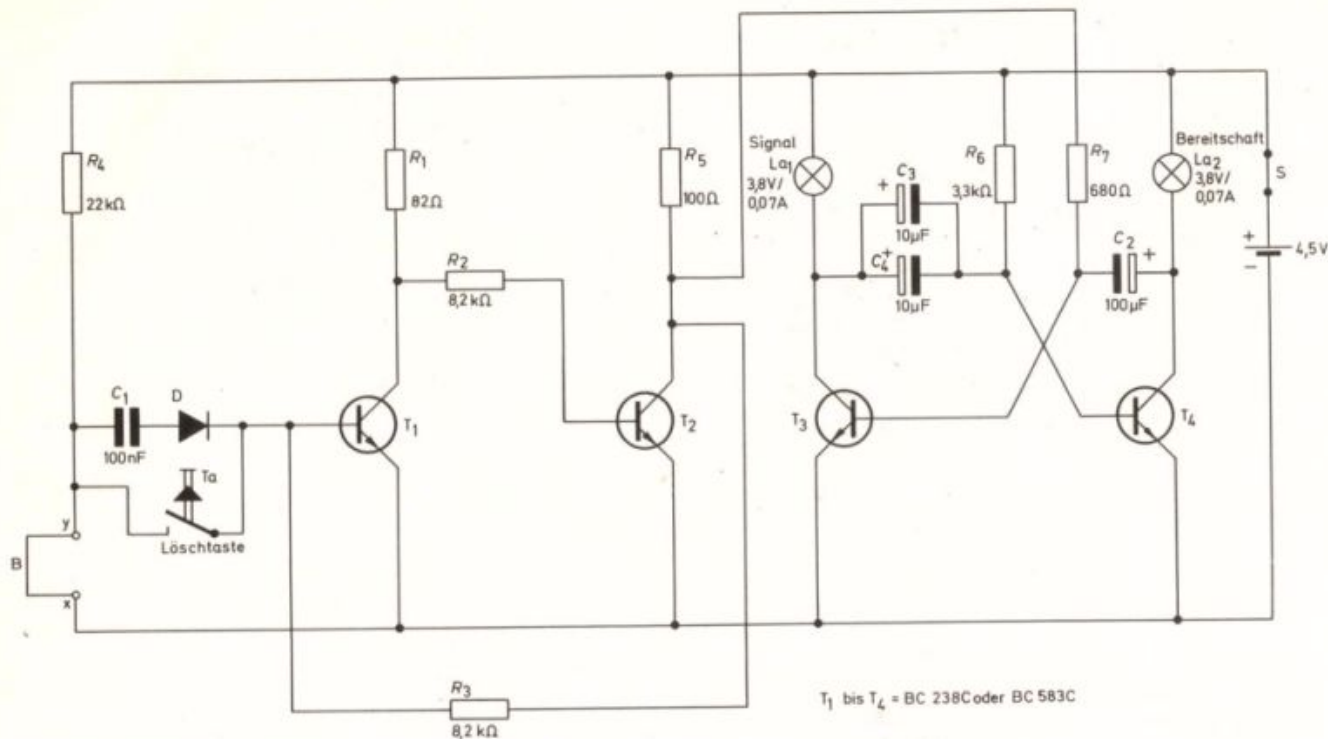 R4
22kΩ
R1
82Ω
R2
8,2kΩ
R5
100Ω
Signal
La1
3,8V/
0,07A
C3
+
10µF
C4
+
10µF
R6
3,3kΩ
R7
680Ω
Bereitschaft
La2
3,8V/
0,07A
C2
+
100µF
S
+
−
4,5V
C1
100nF
D
Ta
Löschtaste
y
B
x
T1
T2
T3
T4
R3
8,2kΩ
T1 bis T4 = BC 238C oder BC 583C